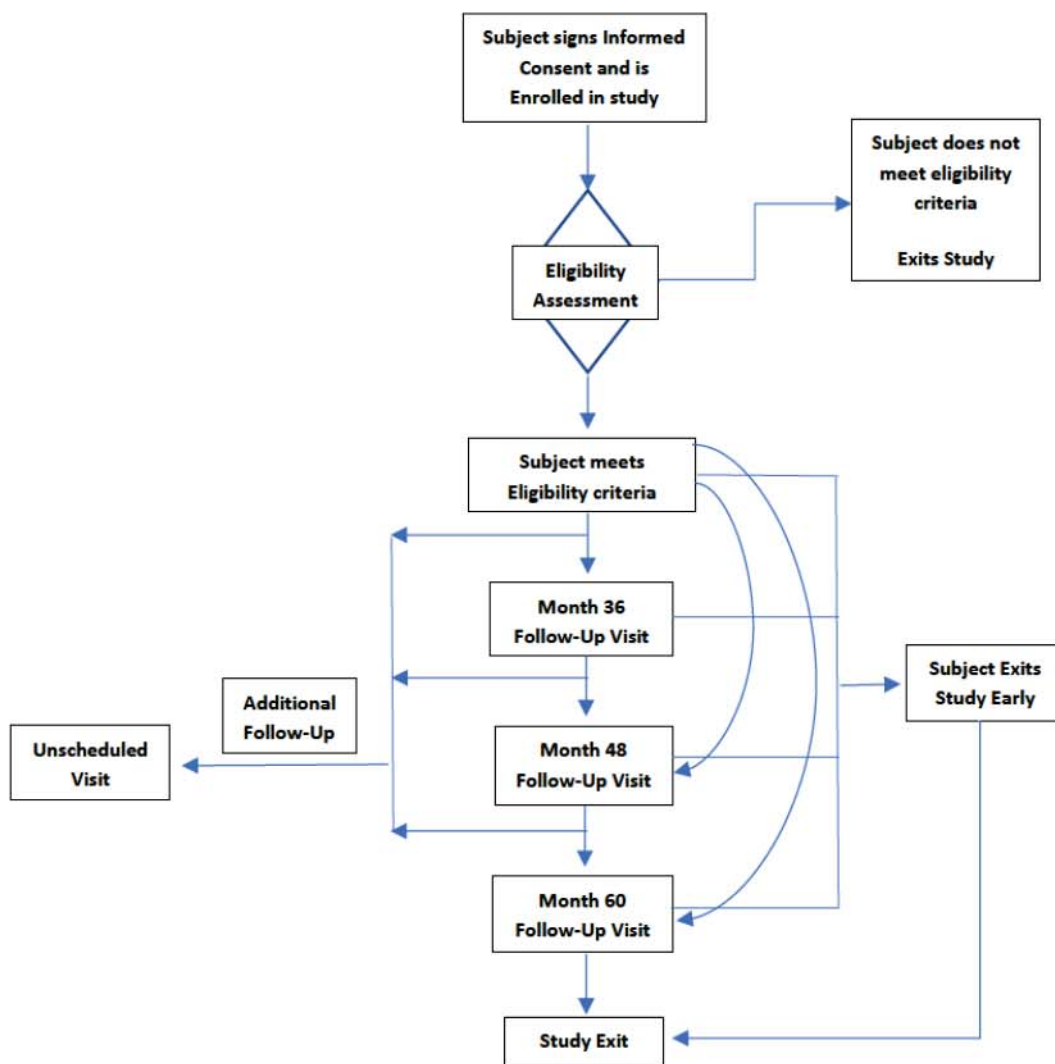 Subject signs Informed
Consent and is
Enrolled in study
Subject does not
meet eligibility
criteria
Exits Study
Eligibility
Assessment
Subject meets
Eligibility criteria
Month 36
Follow-Up Visit
Subject Exits
Study Early
Additional
Follow-Up
Unscheduled
Visit
Month 48
Follow-Up Visit
Month 60
Follow-Up Visit
Study Exit